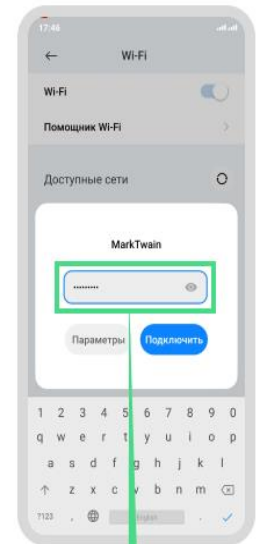 17:46
Wi-Fi
Wi-Fi
Помощник Wi-Fi
Доступные сети
MarkTwain
•••••••••
Параметры
Подключить
1 2 3 4 5 6 7 8 9 0
q w e r t y u i o p
a s d f g h j k l
z x c v b n m
?123 , English .